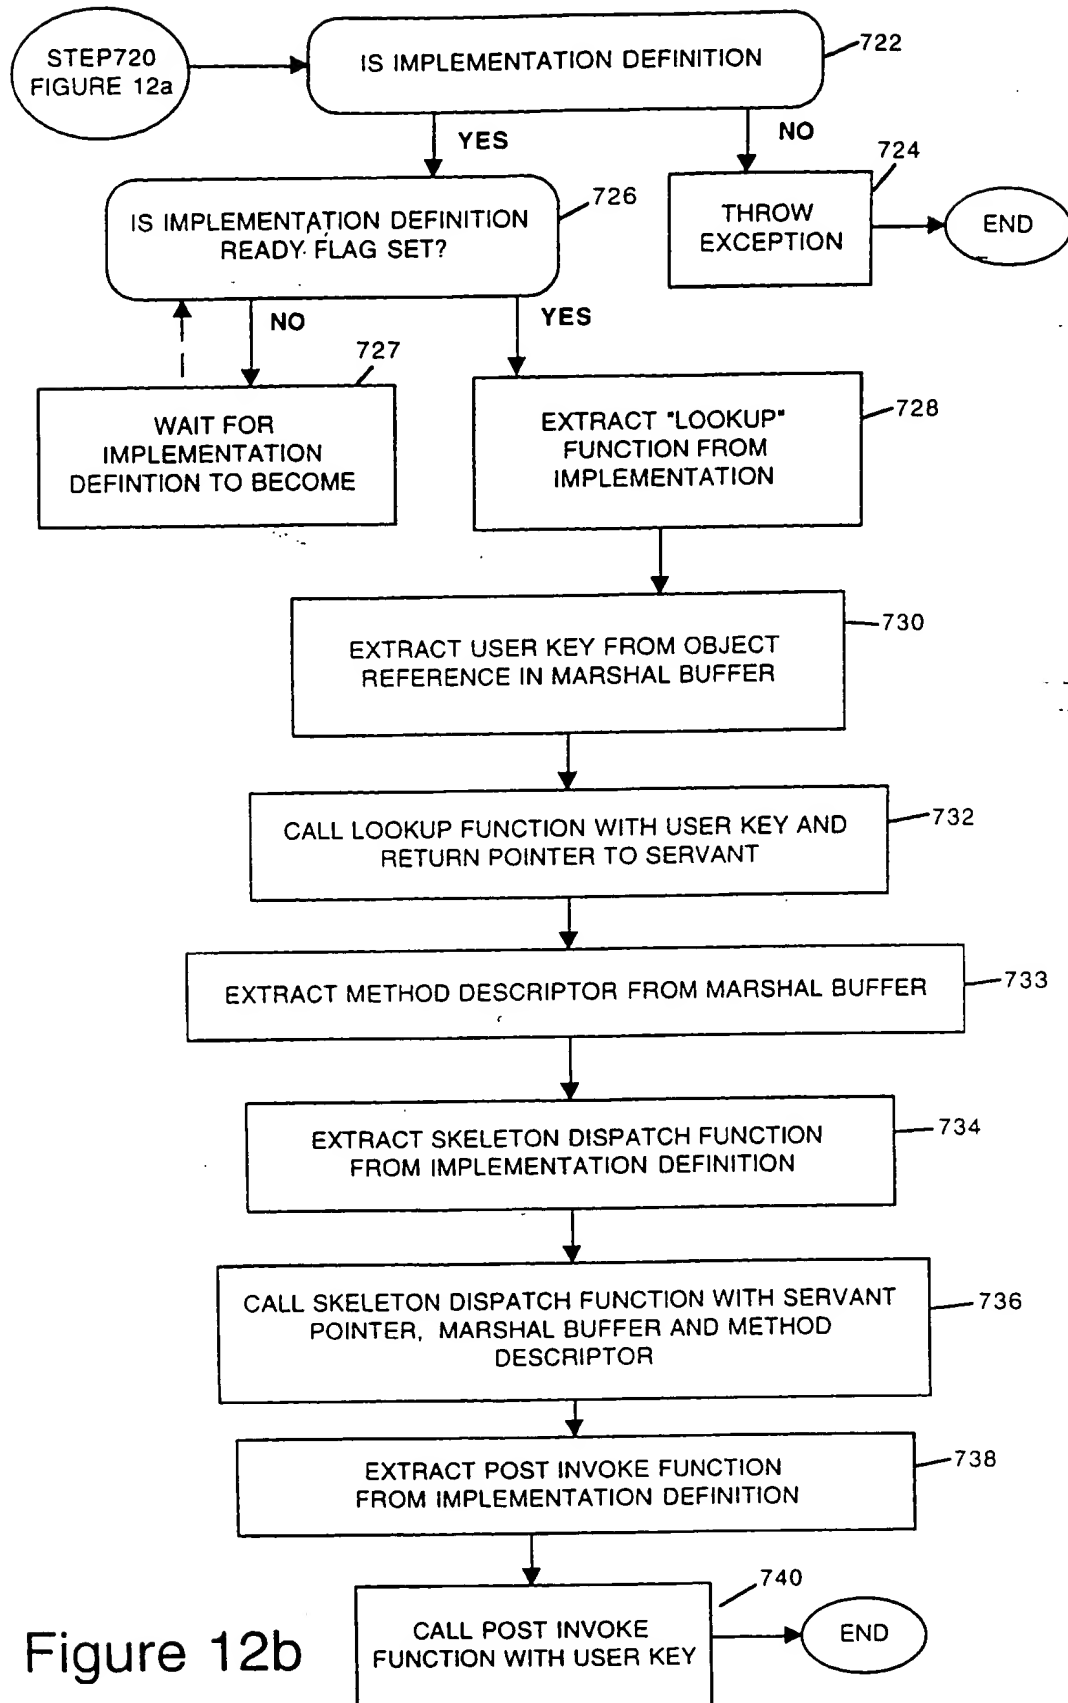 STEP720
FIGURE 12a
IS IMPLEMENTATION DEFINITION
722
YES
NO
724
THROW
EXCEPTION
END
726
IS IMPLEMENTATION DEFINITION
READY FLAG SET?
NO
YES
727
WAIT FOR
IMPLEMENTATION
DEFINTION TO BECOME
728
EXTRACT "LOOKUP"
FUNCTION FROM
IMPLEMENTATION
730
EXTRACT USER KEY FROM OBJECT
REFERENCE IN MARSHAL BUFFER
732
CALL LOOKUP FUNCTION WITH USER KEY AND
RETURN POINTER TO SERVANT
733
EXTRACT METHOD DESCRIPTOR FROM MARSHAL BUFFER
734
EXTRACT SKELETON DISPATCH FUNCTION
FROM IMPLEMENTATION DEFINITION
736
CALL SKELETON DISPATCH FUNCTION WITH SERVANT
POINTER, MARSHAL BUFFER AND METHOD
DESCRIPTOR
738
EXTRACT POST INVOKE FUNCTION
FROM IMPLEMENTATION DEFINITION
740
CALL POST INVOKE
FUNCTION WITH USER KEY
END
Figure 12b